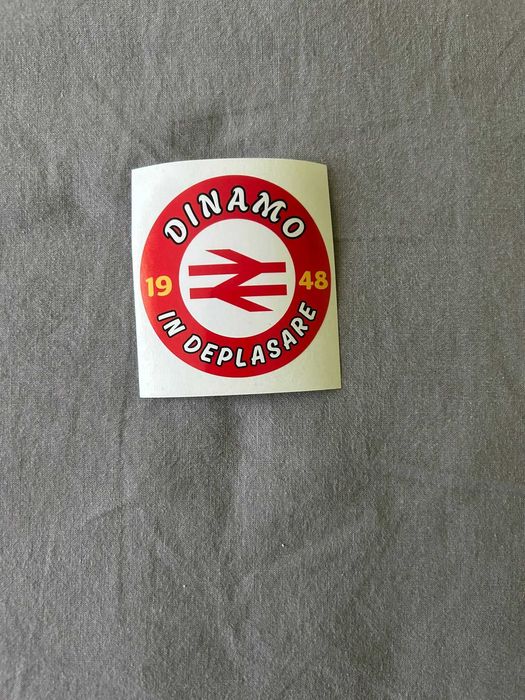 DINAMO
19 48
IN DEPLASARE